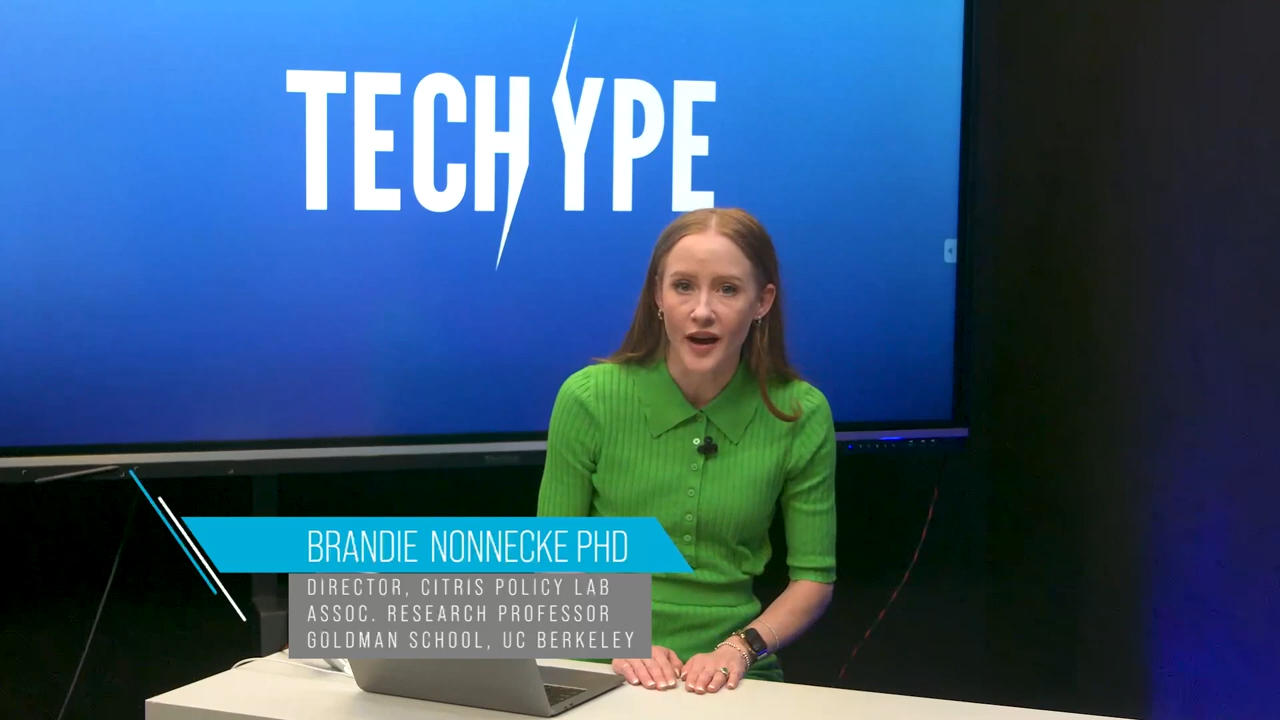 TECHYPE
BRANDIE NONNECKE PHD
DIRECTOR, CITRIS POLICY LAB
ASSOC. RESEARCH PROFESSOR
GOLDMAN SCHOOL, UC BERKELEY